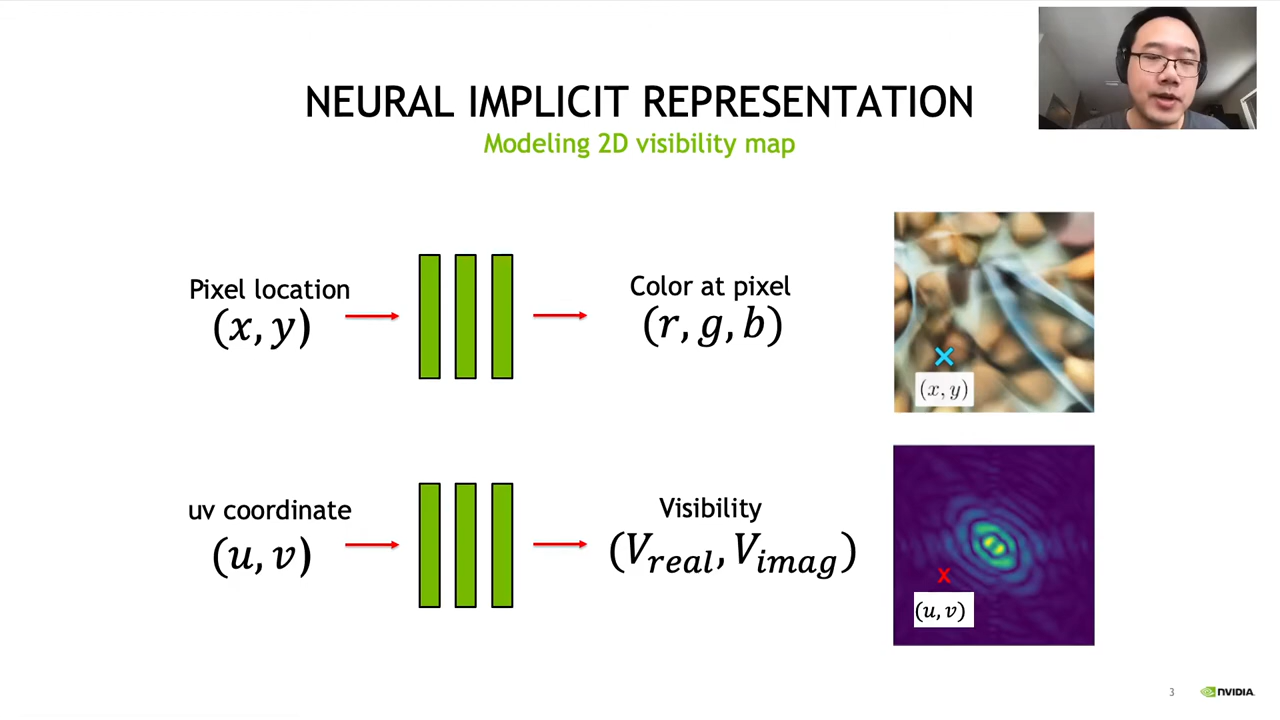 NEURAL IMPLICIT REPRESENTATION
Modeling 2D visibility map
Pixel location
(x, y)
Color at pixel
(r, g, b)
(x, y)
uv coordinate
(u, v)
Visibility
(V_real, V_imag)
(u, v)
3
NVIDIA.